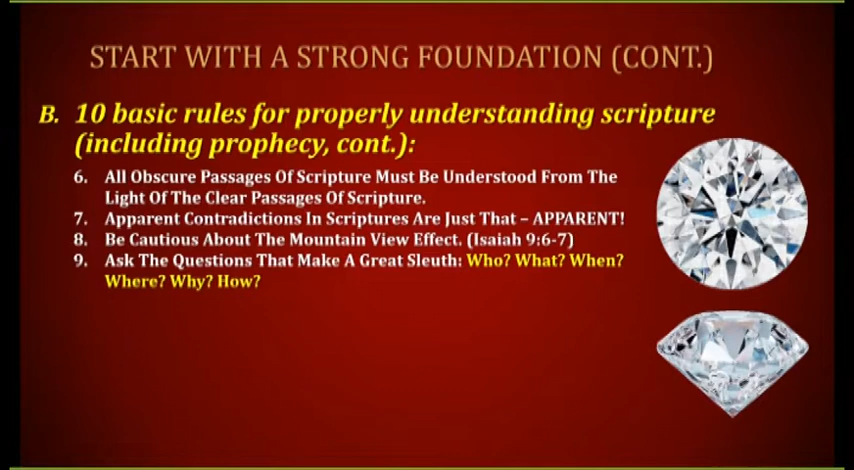 START WITH A STRONG FOUNDATION (CONT.)
B. 10 basic rules for properly understanding scripture
(including prophecy, cont.):
6. All Obscure Passages Of Scripture Must Be Understood From The
Light Of The Clear Passages Of Scripture.
7. Apparent Contradictions In Scriptures Are Just That – APPARENT!
8. Be Cautious About The Mountain View Effect. (Isaiah 9:6-7)
9. Ask The Questions That Make A Great Sleuth: Who? What? When?
Where? Why? How?